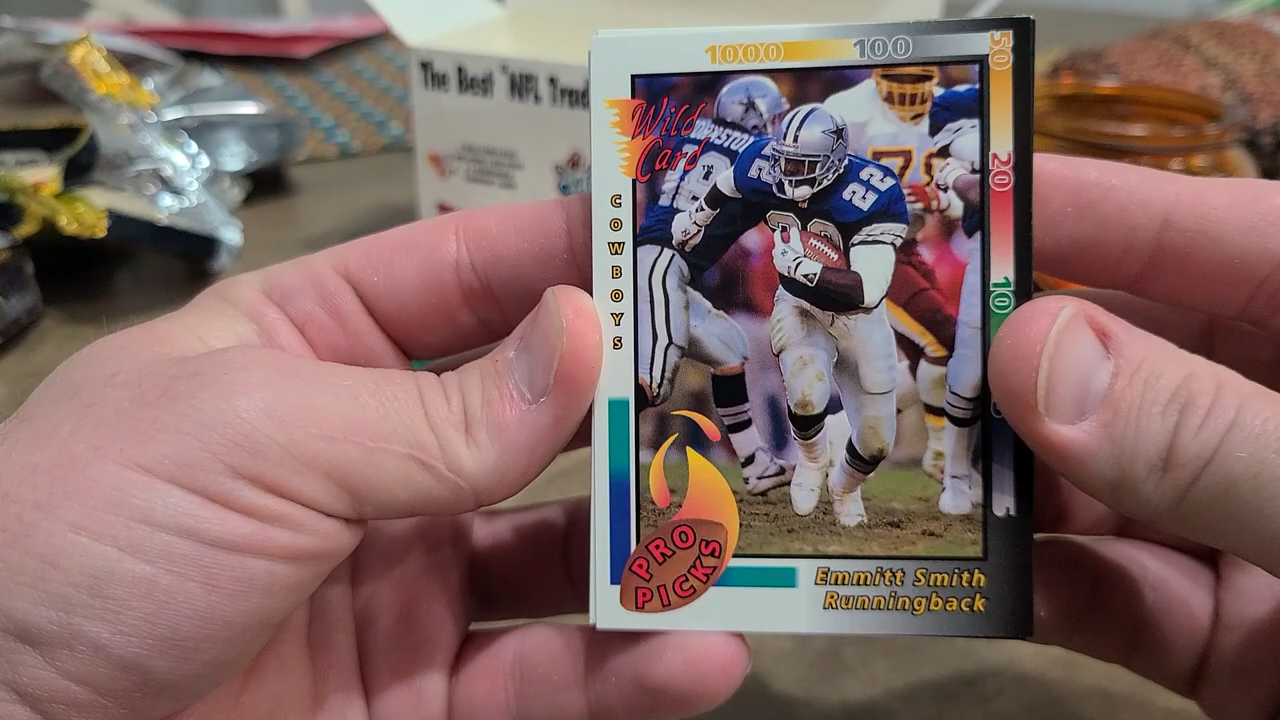 The Best "NFL Trad
1000 100 50
Wild
Card
20
10
COWBOYS
JOHNSTON
22
22
PRO
PICKS
Emmitt Smith
Runningback